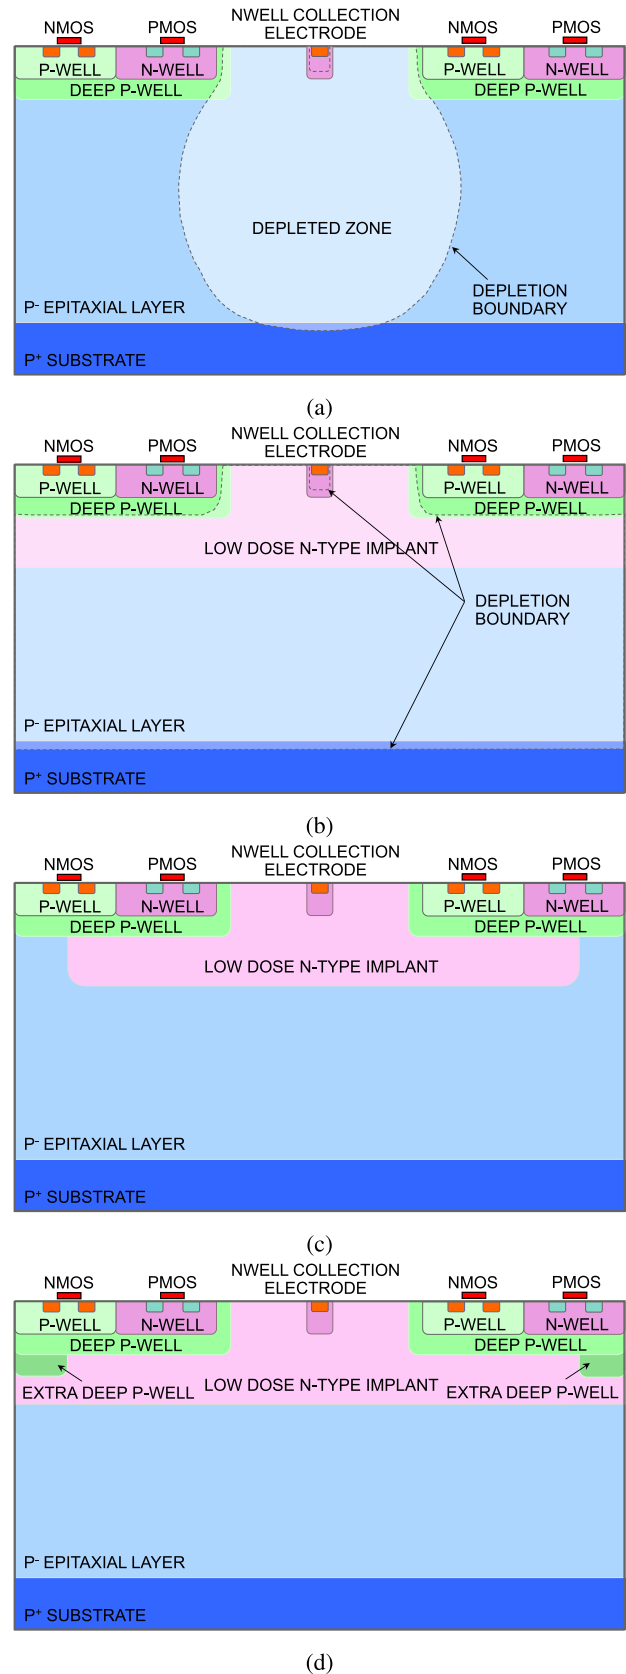 NWELL COLLECTION
ELECTRODE
NMOS PMOS NMOS PMOS
P-WELL N-WELL P-WELL N-WELL
DEEP P-WELL DEEP P-WELL
DEPLETED ZONE
DEPLETION
BOUNDARY
P- EPITAXIAL LAYER
P+ SUBSTRATE
(a)
NWELL COLLECTION
ELECTRODE
NMOS PMOS NMOS PMOS
P-WELL N-WELL P-WELL N-WELL
DEEP P-WELL DEEP P-WELL
LOW DOSE N-TYPE IMPLANT
DEPLETION
BOUNDARY
P- EPITAXIAL LAYER
P+ SUBSTRATE
(b)
NWELL COLLECTION
ELECTRODE
NMOS PMOS NMOS PMOS
P-WELL N-WELL P-WELL N-WELL
DEEP P-WELL DEEP P-WELL
LOW DOSE N-TYPE IMPLANT
P- EPITAXIAL LAYER
P+ SUBSTRATE
(c)
NWELL COLLECTION
ELECTRODE
NMOS PMOS NMOS PMOS
P-WELL N-WELL P-WELL N-WELL
DEEP P-WELL DEEP P-WELL
LOW DOSE N-TYPE IMPLANT
EXTRA DEEP P-WELL EXTRA DEEP P-WELL
P- EPITAXIAL LAYER
P+ SUBSTRATE
(d)